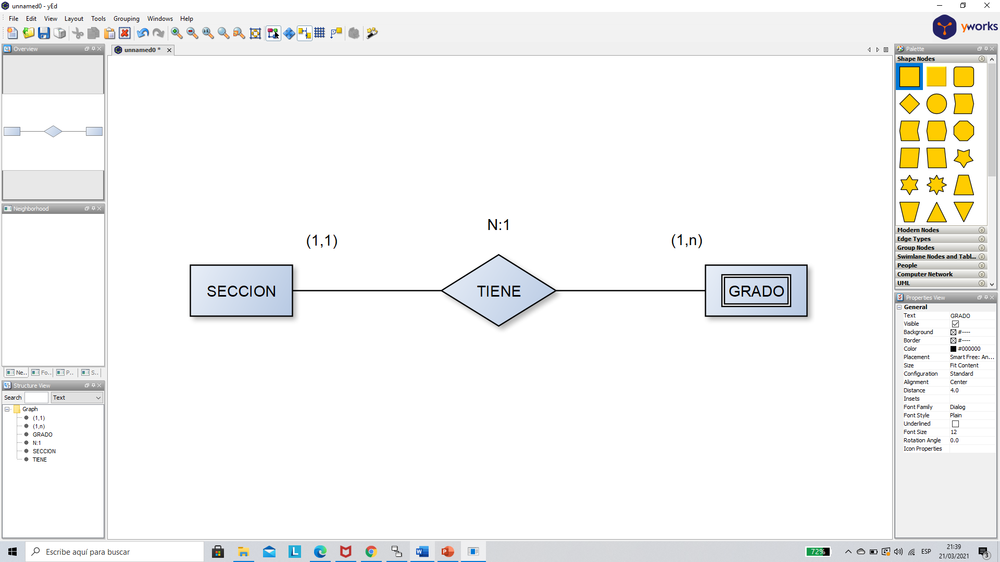 unnamed0 - yEd
File Edit View Layout Tools Grouping Windows Help
yworks
Overview
unnamed0 *
Palette
Shape Nodes
Modern Nodes
Edge Types
Group Nodes
Swimlane Nodes and Tabl...
People
Computer Network
UML
Neighborhood
Ne.. Fo.. P.. S..
Structure View
Search Text
Graph
(1,1)
(1,n)
GRADO
N:1
SECCION
TIENE
N:1
(1,1)
(1,n)
SECCION
TIENE
GRADO
Properties View
General
Text GRADO
Visible
Background #----
Border #----
Color #000000
Placement Smart Free: An...
Size Fit Content
Configuration Standard
Alignment Center
Distance 4.0
Insets
Font Family Dialog
Font Style Plain
Underlined
Font Size 12
Rotation Angle 0.0
Icon Properties
Escribe aquí para buscar
72%
ESP
21:39
21/03/2021
3